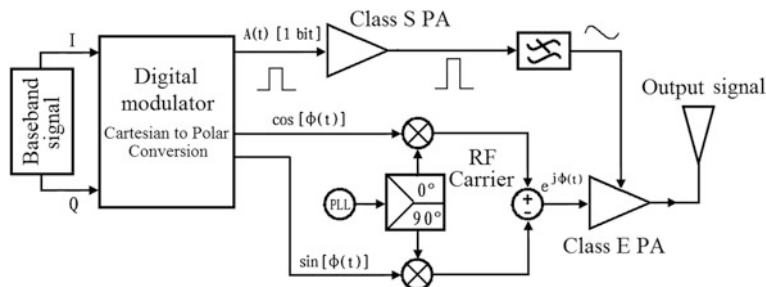 Class S PA
I
A(t) [1 bit]
Baseband
signal
Digital
modulator
Cartesian to Polar
Conversion
Output signal
cos[ϕ(t)]
RF
Carrier
PLL
0°
90°
+
-
e^jϕ(t)
Q
Class E PA
sin[ϕ(t)]